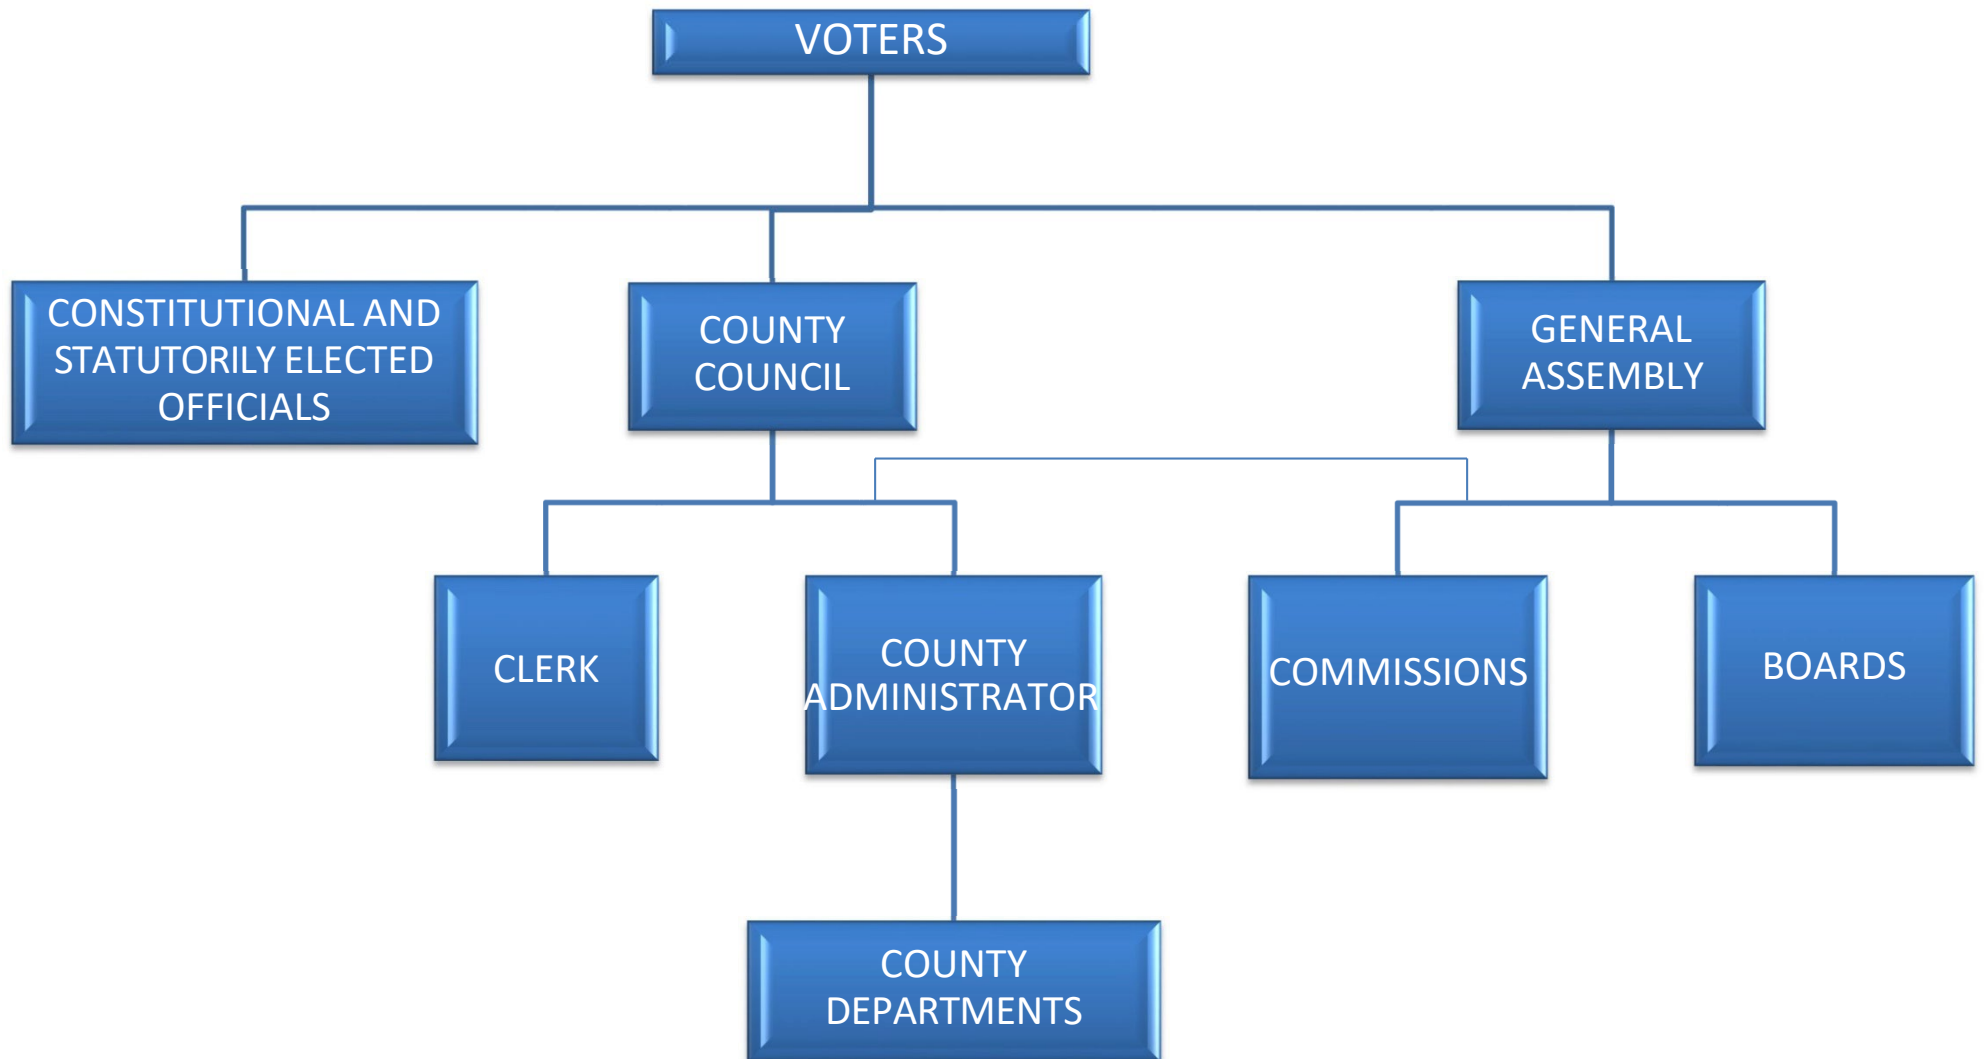 VOTERS
CONSTITUTIONAL AND
STATUTORILY ELECTED
OFFICIALS
COUNTY
COUNCIL
GENERAL
ASSEMBLY
CLERK
COUNTY
ADMINISTRATOR
COMMISSIONS
BOARDS
COUNTY
DEPARTMENTS